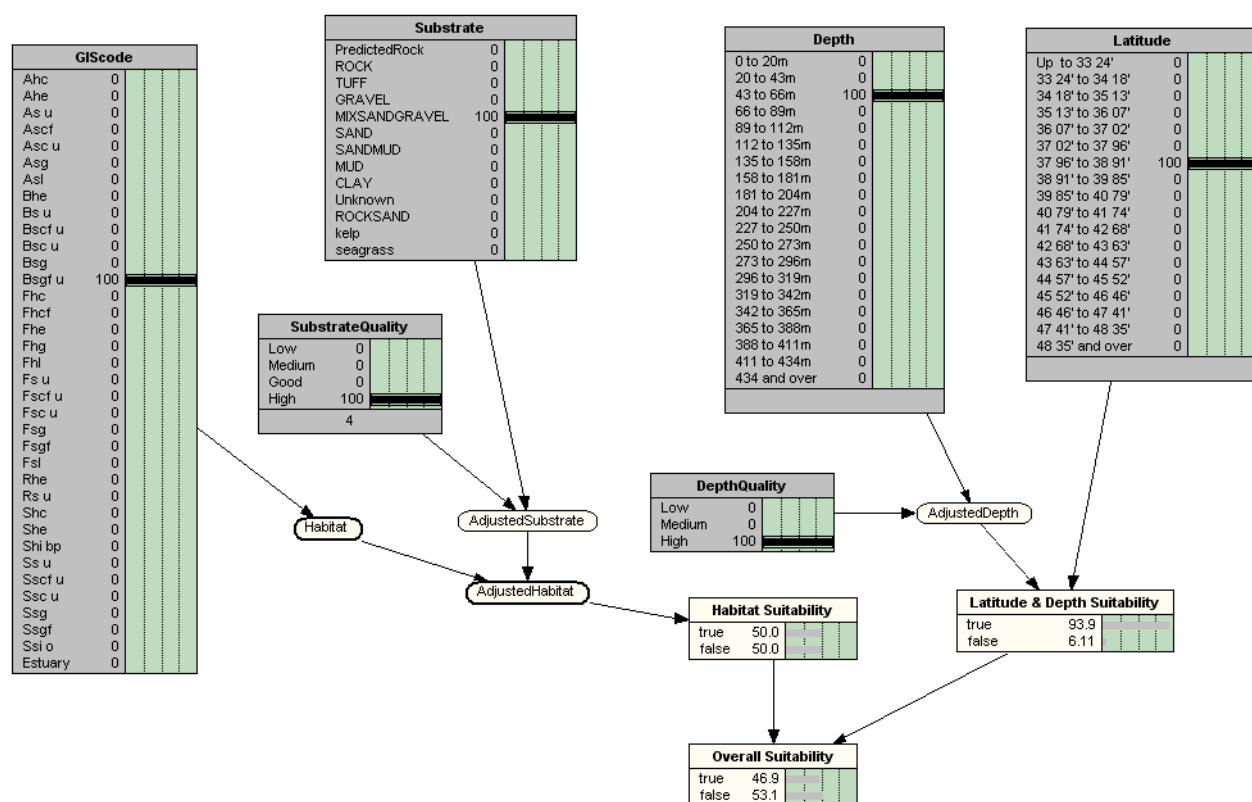 GIScode
Ahc 0
Ahe 0
As u 0
Ascf 0
Asc u 0
Asg 0
Asl 0
Bhe 0
Bs u 0
Bscf u 0
Bsc u 0
Bsg 0
Bsgf u 100
Fhc 0
Fhcf 0
Fhe 0
Fhg 0
Fhl 0
Fs u 0
Fscf u 0
Fsc u 0
Fsg 0
Fsgf 0
Fsl 0
Rhe 0
Rs u 0
Shc 0
She 0
Shi bp 0
Ss u 0
Sscf u 0
Ssc u 0
Ssg 0
Ssgf 0
Ssi o 0
Estuary 0
Substrate
PredictedRock 0
ROCK 0
TUFF 0
GRAVEL 0
MIXSANDGRAVEL 100
SAND 0
SANDMUD 0
MUD 0
CLAY 0
Unknown 0
ROCKSAND 0
kelp 0
seagrass 0
SubstrateQuality
Low 0
Medium 0
Good 0
High 100
4
Depth
0 to 20m 0
20 to 43m 0
43 to 66m 100
66 to 89m 0
89 to 112m 0
112 to 135m 0
135 to 158m 0
158 to 181m 0
181 to 204m 0
204 to 227m 0
227 to 250m 0
250 to 273m 0
273 to 296m 0
296 to 319m 0
319 to 342m 0
342 to 365m 0
365 to 388m 0
388 to 411m 0
411 to 434m 0
434 and over 0
Latitude
Up to 33 24' 0
33 24' to 34 18' 0
34 18' to 35 13' 0
35 13' to 36 07' 0
36 07' to 37 02' 0
37 02' to 37 96' 0
37 96' to 38 91' 100
38 91' to 39 85' 0
39 85' to 40 79' 0
40 79' to 41 74' 0
41 74' to 42 68' 0
42 68' to 43 63' 0
43 63' to 44 57' 0
44 57' to 45 52' 0
45 52' to 46 46' 0
46 46' to 47 41' 0
47 41' to 48 35' 0
48 35' and over 0
DepthQuality
Low 0
Medium 0
High 100
Habitat
AdjustedSubstrate
AdjustedDepth
AdjustedHabitat
Habitat Suitability
true 50.0
false 50.0
Latitude & Depth Suitability
true 93.9
false 6.11
Overall Suitability
true 46.9
false 53.1